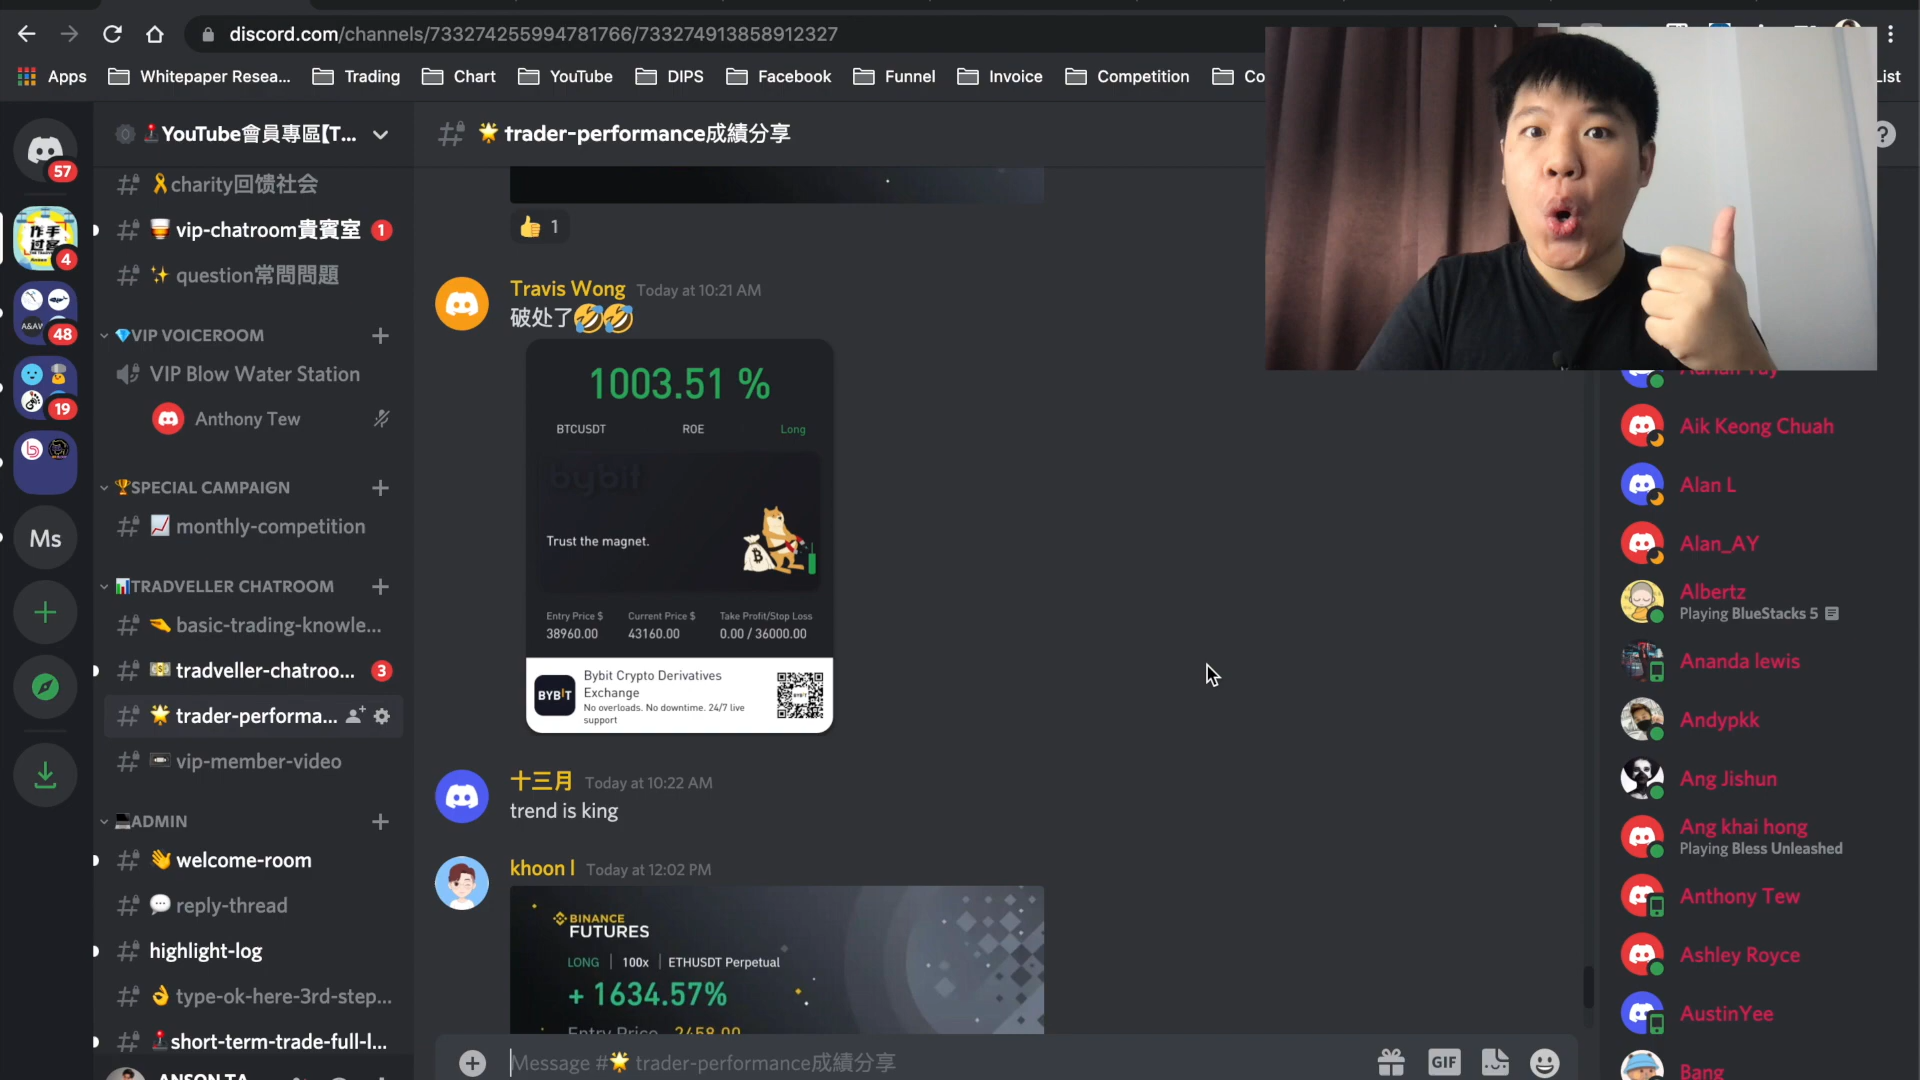 discord.com/channels/733274255994781766/733274913858912327
Apps
Whitepaper Resea...
Trading
Chart
YouTube
DIPS
Facebook
Funnel
Invoice
Competition
Co
List
57
4
48
A&AW
19
Ms
YouTube會員專區【T...
charity回馈社会
vip-chatroom貴賓室 1
question常問問題
VIP VOICEROOM
VIP Blow Water Station
Anthony Tew
SPECIAL CAMPAIGN
monthly-competition
TRADVELLER CHATROOM
basic-trading-knowle...
tradveller-chatroo... 3
trader-performa...
vip-member-video
ADMIN
welcome-room
reply-thread
highlight-log
type-ok-here-3rd-step...
short-term-trade-full-l...
ANSON TA
trader-performance成績分享
1
Travis Wong Today at 10:21 AM
破处了
1003.51 %
BTCUSDT ROE Long
bybit
Trust the magnet.
Entry Price $ Current Price $ Take Profit/Stop Loss
38960.00 43160.00 0.00 / 36000.00
BYBIT
Bybit Crypto Derivatives
Exchange
No overloads. No downtime. 24/7 live
support
十三月 Today at 10:22 AM
trend is king
khoon l Today at 12:02 PM
BINANCE
FUTURES
LONG | 100x | ETHUSDT Perpetual
+ 1634.57%
Entry Price 2458.00
Message # trader-performance成績分享
GIF
Aik Keong Chuah
Alan L
Alan_AY
Albertz
Playing BlueStacks 5
Ananda lewis
Andypkk
Ang Jishun
Ang khai hong
Playing Bless Unleashed
Anthony Tew
Ashley Royce
AustinYee
Bang